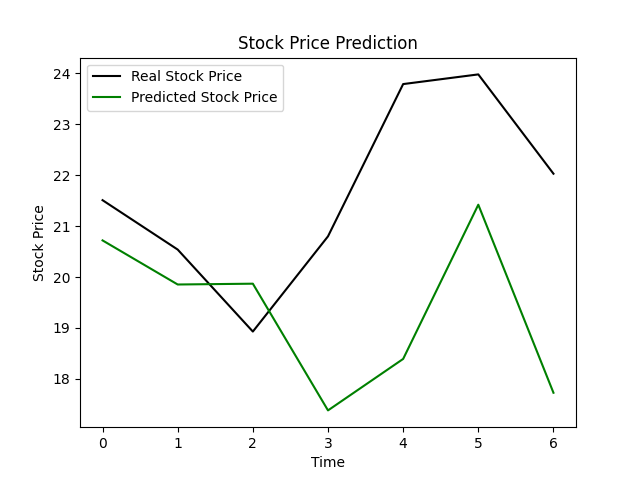 Stock Price Prediction
Real Stock Price
Predicted Stock Price
Stock Price
24
23
22
21
20
19
18
0 1 2 3 4 5 6
Time